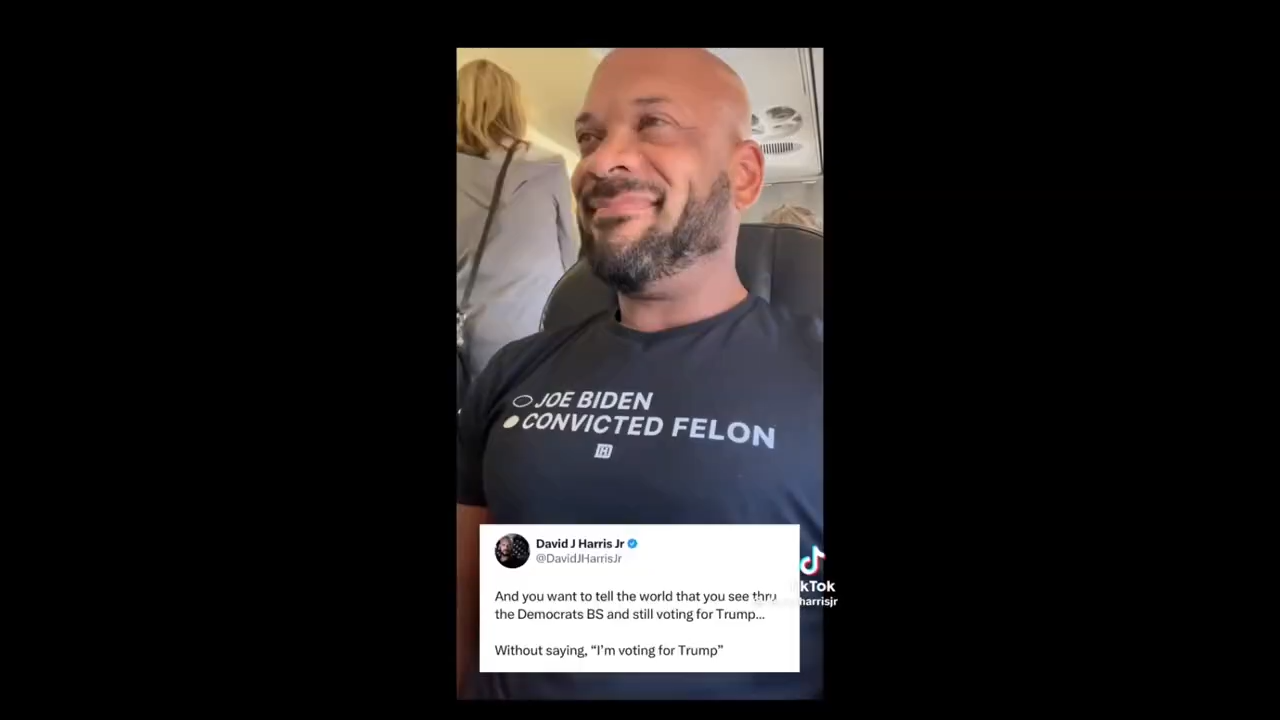 JOE BIDEN
CONVICTED FELON
David J Harris Jr
@DavidJHarrisJr
And you want to tell the world that you see thru
the Democrats BS and still voting for Trump...
Without saying, “I’m voting for Trump”
TikTok